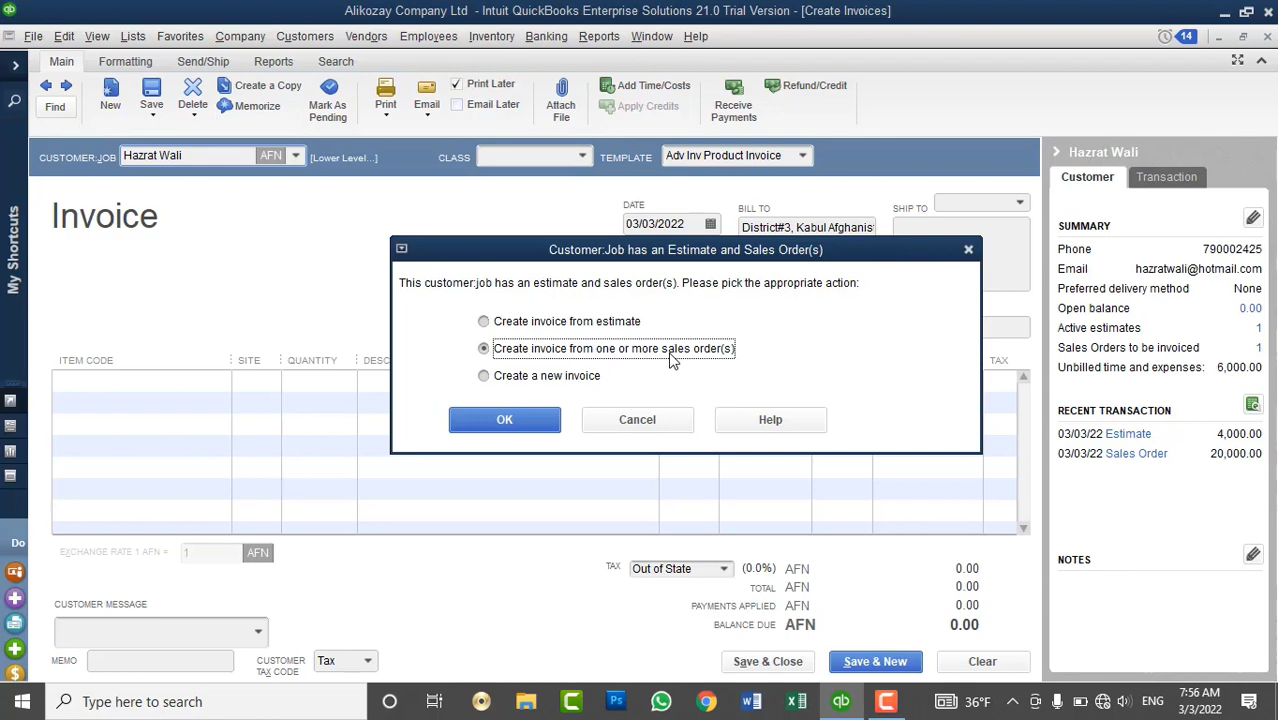 Alikozay Company Ltd - Intuit QuickBooks Enterprise Solutions 21.0 Trial Version - [Create Invoices]
File Edit View Lists Favorites Company Customers Vendors Employees Inventory Banking Reports Window Help 14
Main Formatting Send/Ship Reports Search
Find New Save Delete Create a Copy Memorize Mark As Pending Print Email Print Later Email Later Attach File Add Time/Costs Apply Credits Receive Payments Refund/Credit
CUSTOMER:JOB Hazrat Wali AFN [Lower Level...] CLASS TEMPLATE Adv Inv Product Invoice
Hazrat Wali
Customer Transaction
Invoice
DATE BILL TO SHIP TO
03/03/2022 District#3, Kabul Afghanis
Customer:Job has an Estimate and Sales Order(s)
This customer:job has an estimate and sales order(s). Please pick the appropriate action:
Create invoice from estimate
Create invoice from one or more sales order(s)
Create a new invoice
OK Cancel Help
ITEM CODE SITE QUANTITY DESC TAX
EXCHANGE RATE 1 AFN = 1 AFN
TAX Out of State (0.0%) AFN 0.00
TOTAL AFN 0.00
PAYMENTS APPLIED AFN 0.00
BALANCE DUE AFN 0.00
CUSTOMER MESSAGE
MEMO CUSTOMER TAX CODE Tax
Save & Close Save & New Clear
SUMMARY
Phone 790002425
Email hazratwali@hotmail.com
Preferred delivery method None
Open balance 0.00
Active estimates 1
Sales Orders to be invoiced 1
Unbilled time and expenses: 6,000.00
RECENT TRANSACTION
03/03/22 Estimate 4,000.00
03/03/22 Sales Order 20,000.00
NOTES
My Shortcuts
Do
Type here to search
36°F ENG 7:56 AM
3/3/2022